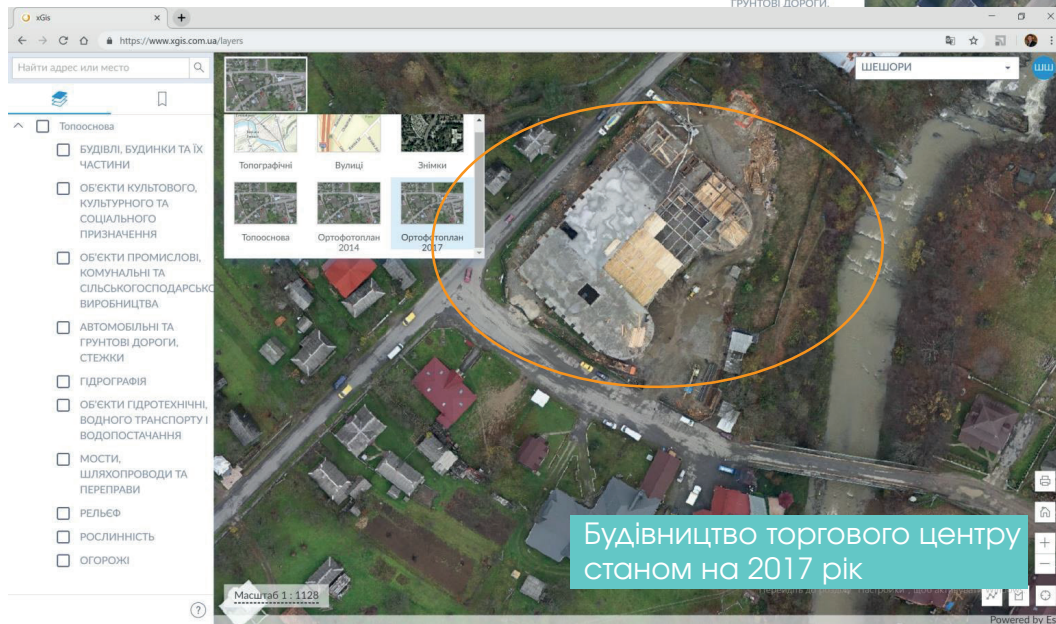 ГРУНТОВІ ДОРОГИ,
xGis
https://www.xgis.com.ua/layers
Найти адрес или место
ШЕШОРИ
ШШ
Топооснова
БУДІВЛІ, БУДИНКИ ТА ЇХ
ЧАСТИНИ
ОБ'ЄКТИ КУЛЬТОВОГО,
КУЛЬТУРНОГО ТА
СОЦІАЛЬНОГО
ПРИЗНАЧЕННЯ
ОБ'ЄКТИ ПРОМИСЛОВІ,
КОМУНАЛЬНІ ТА
СІЛЬСЬКОГОСПОДАРСЬКО
ВИРОБНИЦТВА
АВТОМОБІЛЬНІ ТА
ГРУНТОВІ ДОРОГИ,
СТЕЖКИ
ГІДРОГРАФІЯ
ОБ'ЄКТИ ГІДРОТЕХНІЧНІ,
ВОДНОГО ТРАНСПОРТУ І
ВОДОПОСТАЧАННЯ
МОСТИ,
ШЛЯХОПРОВОДИ ТА
ПЕРЕПРАВИ
РЕЛЬЄФ
РОСЛИННІСТЬ
ОГОРОЖІ
Топографічні
Вулиці
Знімки
Топооснова
Ортофотоплан
2014
Ортофотоплан
2017
Будівництво торгового центру
станом на 2017 рік
Масштаб 1 : 1128
Powered by Es